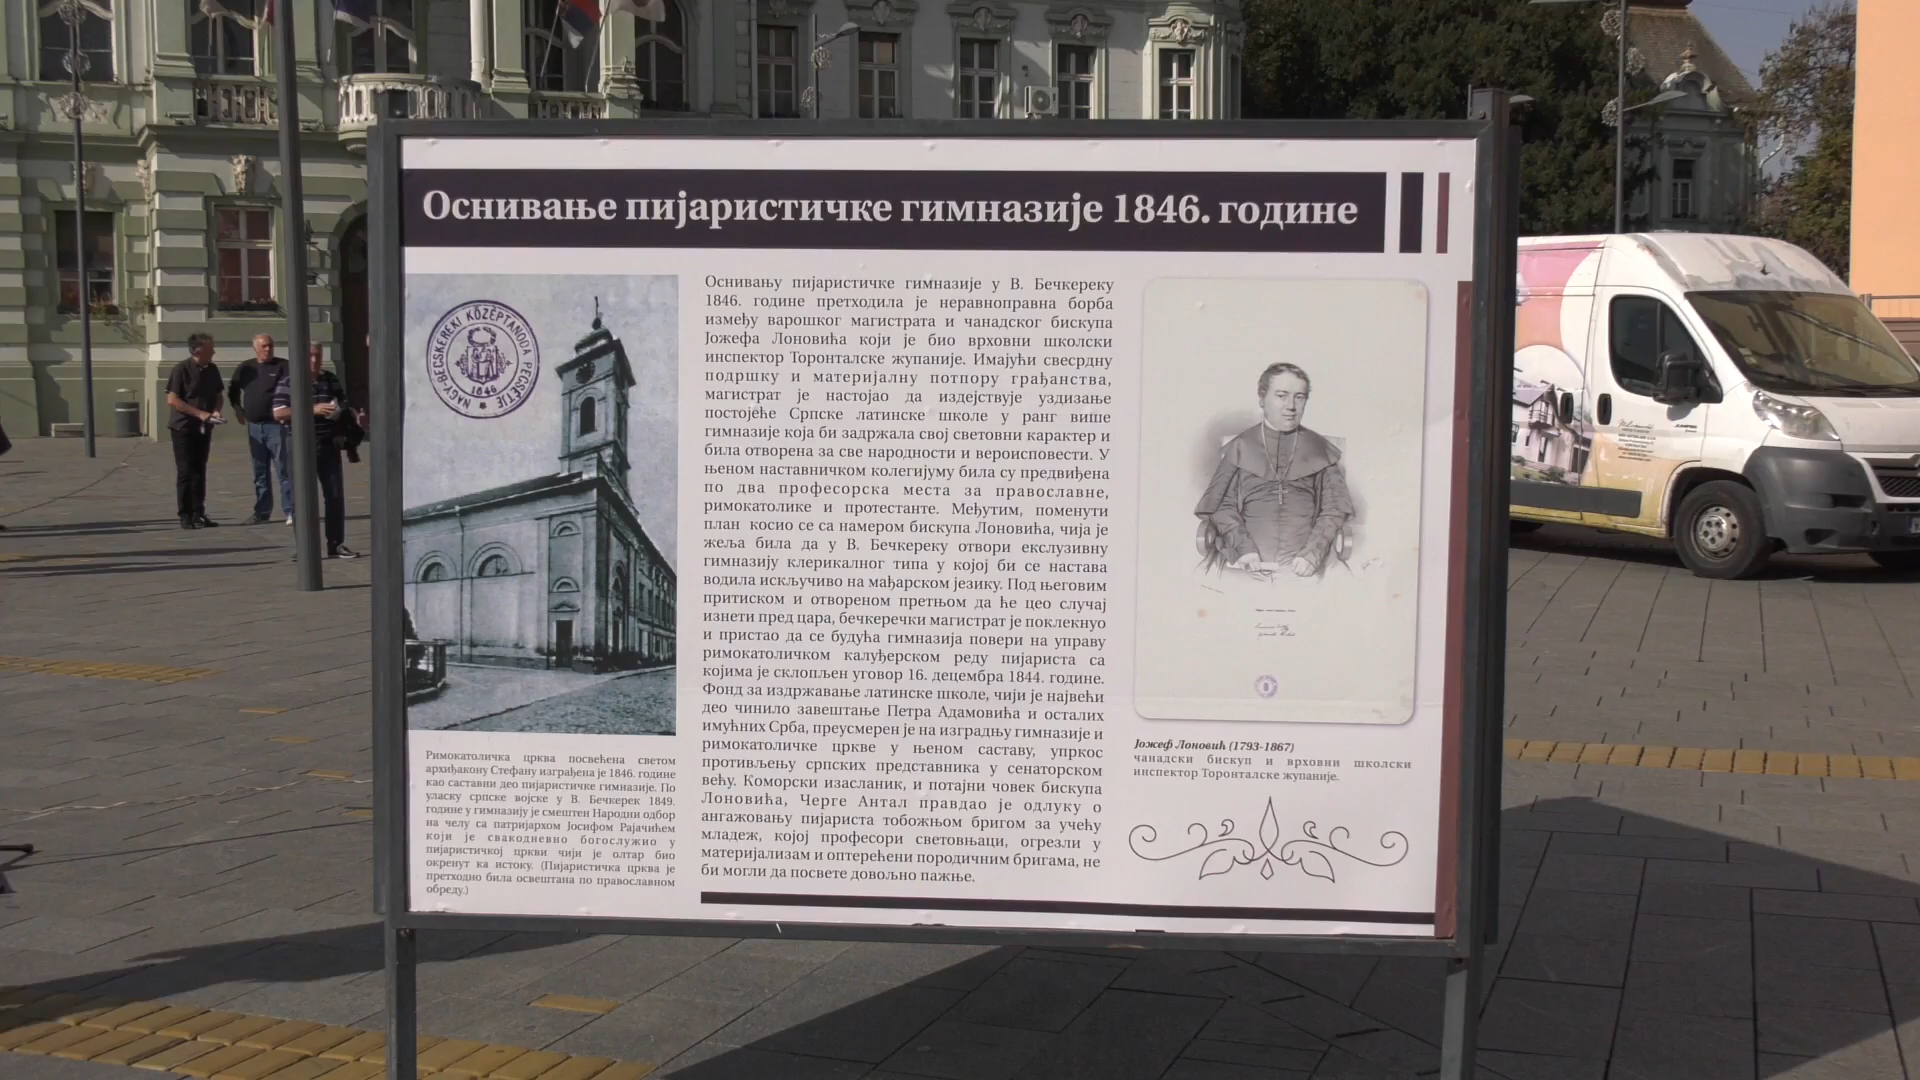 Оснивање пијаристичке гимназије 1846. године
NAGY-BECSKEREKI KÖZÉPTANODA PECSÉTJE
1846
Римокатоличка црква посвећена светом
архиђакону Стефану изграђена је 1846. године
као саставни део пијаристичке гимназије. По
уласку српске војске у В. Бечкерек 1849.
године у гимназију је смештен Народни одбор
на челу са патријархом Јосифом Рајачићем
који је свакодневно богослужио у
пијаристичкој цркви чији је олтар био
окренут ка истоку. (Пијаристичка црква је
претходно била освештана по православном
обреду.)
Оснивању пијаристичке гимназије у В. Бечкереку
1846. године претходила је неравноправна борба
између варошког магистрата и чанадског бискупа
Јожефа Лоновића који је био врховни школски
инспектор Торонталске жупаније. Имајући свесрдну
подршку и материјалну потпору грађанства,
магистрат је настојао да издејствује уздизање
постојеће Српске латинске школе у ранг више
гимназије која би задржала свој световни карактер и
била отворена за све народности и вероисповести. У
њеном наставничком колегијуму била су предвиђена
по два професорска места за православне,
римокатолике и протестанте. Међутим, поменути
план косио се са намером бискупа Лоновића, чија је
жеља била да у В. Бечкереку отвори екслузивну
гимназију клерикалног типа у којој би се настава
водила искључиво на мађарском језику. Под његовим
притиском и отвореном претњом да ће цео случај
изнети пред цара, бечкеречки магистрат је поклекнуо
и пристао да се будућа гимназија повери на управу
римокатоличком калуђерском реду пијариста са
којима је склопљен уговор 16. децембра 1844. године.
Фонд за издржавање латинске школе, чији је највећи
део чинило завештање Петра Адамовића и осталих
имућних Срба, преусмерен је на изградњу гимназије и
римокатоличке цркве у њеном саставу, упркос
противљењу српских представника у сенаторском
већу. Коморски изасланик, и потајни човек бискупа
Лоновића, Черге Антал правдао је одлуку о
ангажовању пијариста тобожњом бригом за учећу
младеж, којој професори световњаци, огрезли у
материјализам и оптерећени породичним бригама, не
би могли да посвете довољно пажње.
Јожеф Лоновић (1793-1867)
чанадски бискуп и врховни школски
инспектор Торонталске жупаније.
JUMPER